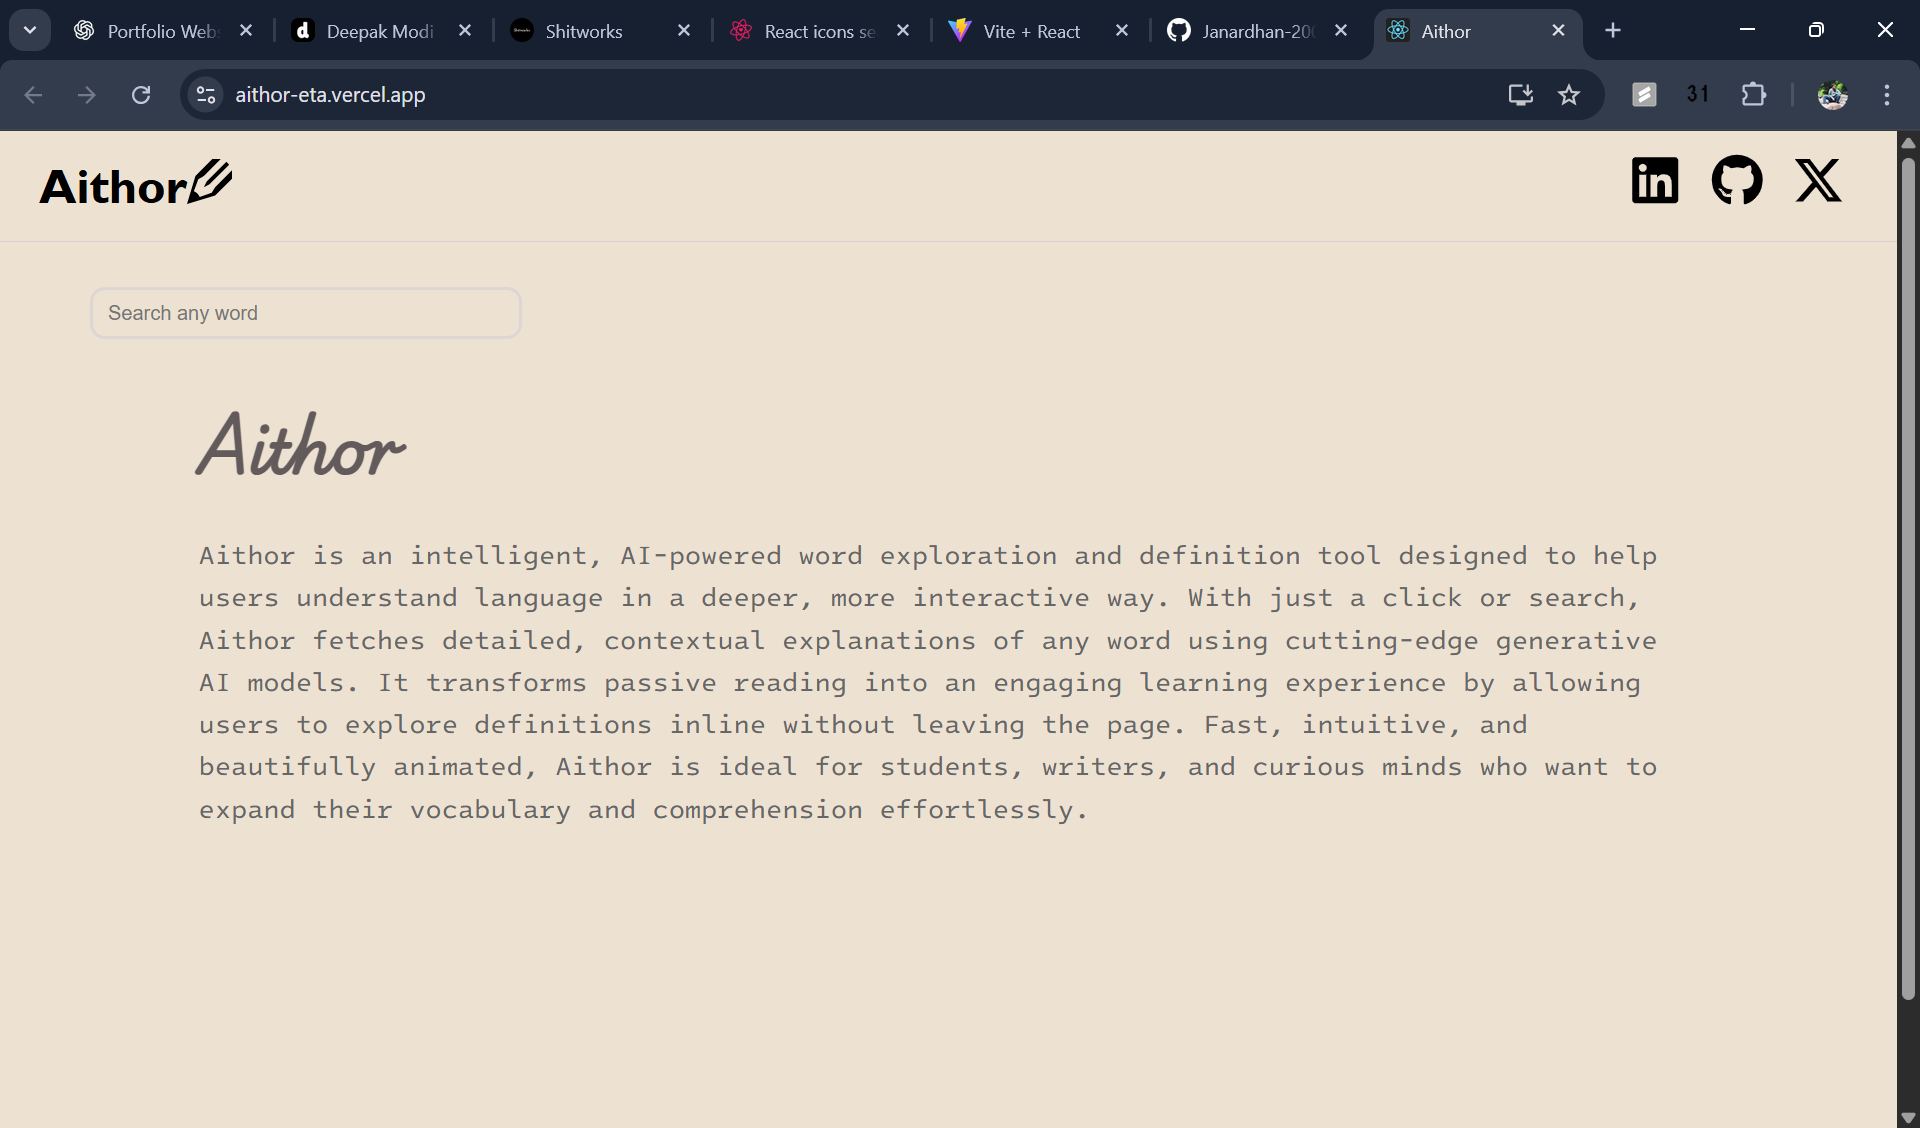 Portfolio Webs
Deepak Modi
Shitworks
React icons se
Vite + React
Janardhan-200
Aithor
aithor-eta.vercel.app
31
Aithor
in
X
Search any word
Aithor
Aithor is an intelligent, AI-powered word exploration and definition tool designed to help
users understand language in a deeper, more interactive way. With just a click or search,
Aithor fetches detailed, contextual explanations of any word using cutting-edge generative
AI models. It transforms passive reading into an engaging learning experience by allowing
users to explore definitions inline without leaving the page. Fast, intuitive, and
beautifully animated, Aithor is ideal for students, writers, and curious minds who want to
expand their vocabulary and comprehension effortlessly.